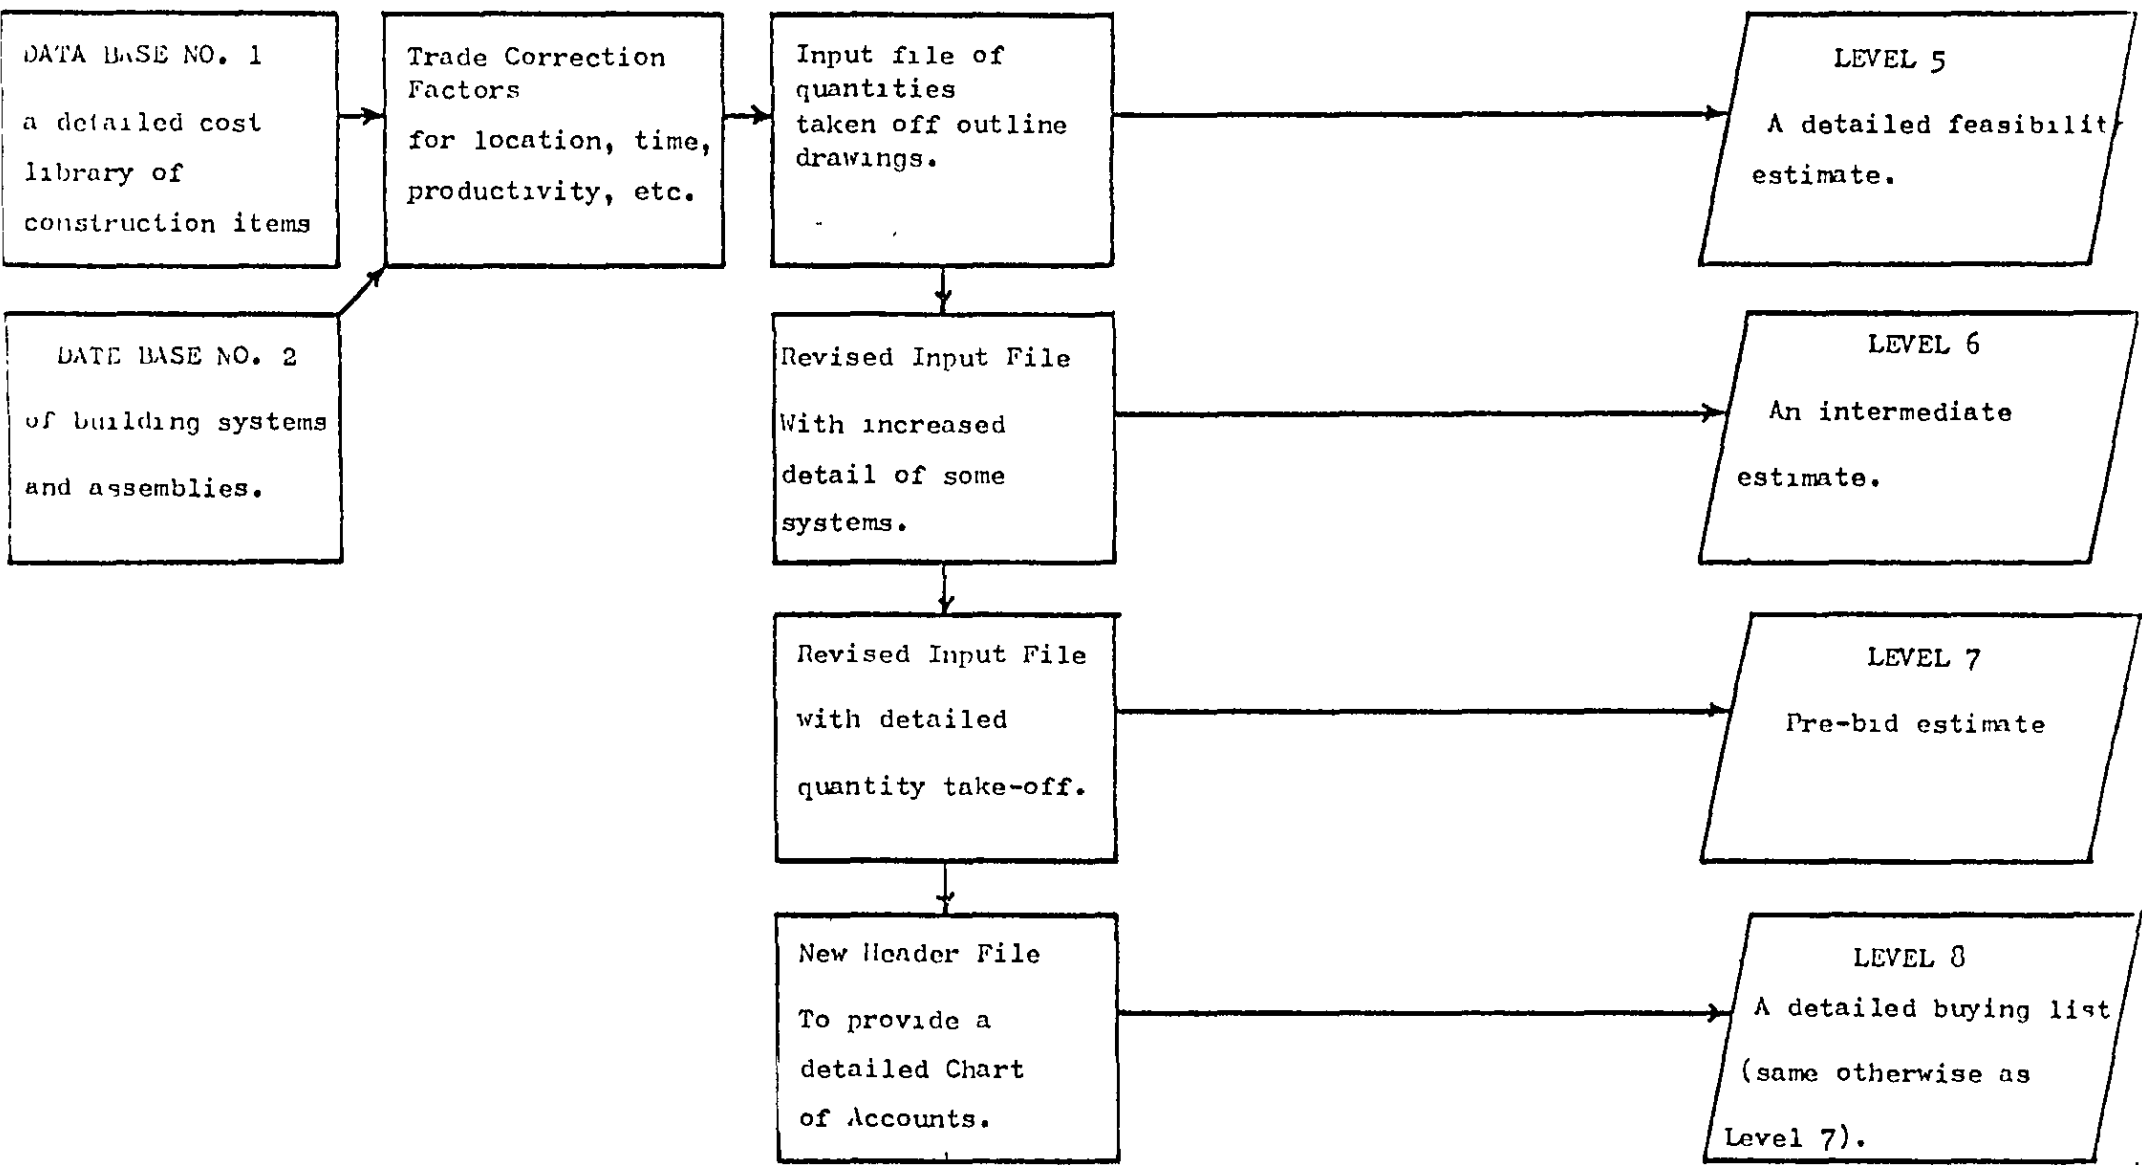 DATA BASE NO. 1
a detailed cost
library of
construction items
Trade Correction
Factors
for location, time,
productivity, etc.
Input file of
quantities
taken off outline
drawings.
LEVEL 5
A detailed feasibility
estimate.
DATE BASE NO. 2
of building systems
and assemblies.
Revised Input File
With increased
detail of some
systems.
LEVEL 6
An intermediate
estimate.
Revised Input File
with detailed
quantity take-off.
LEVEL 7
Pre-bid estimate
New Header File
To provide a
detailed Chart
of Accounts.
LEVEL 8
A detailed buying list
(same otherwise as
Level 7).